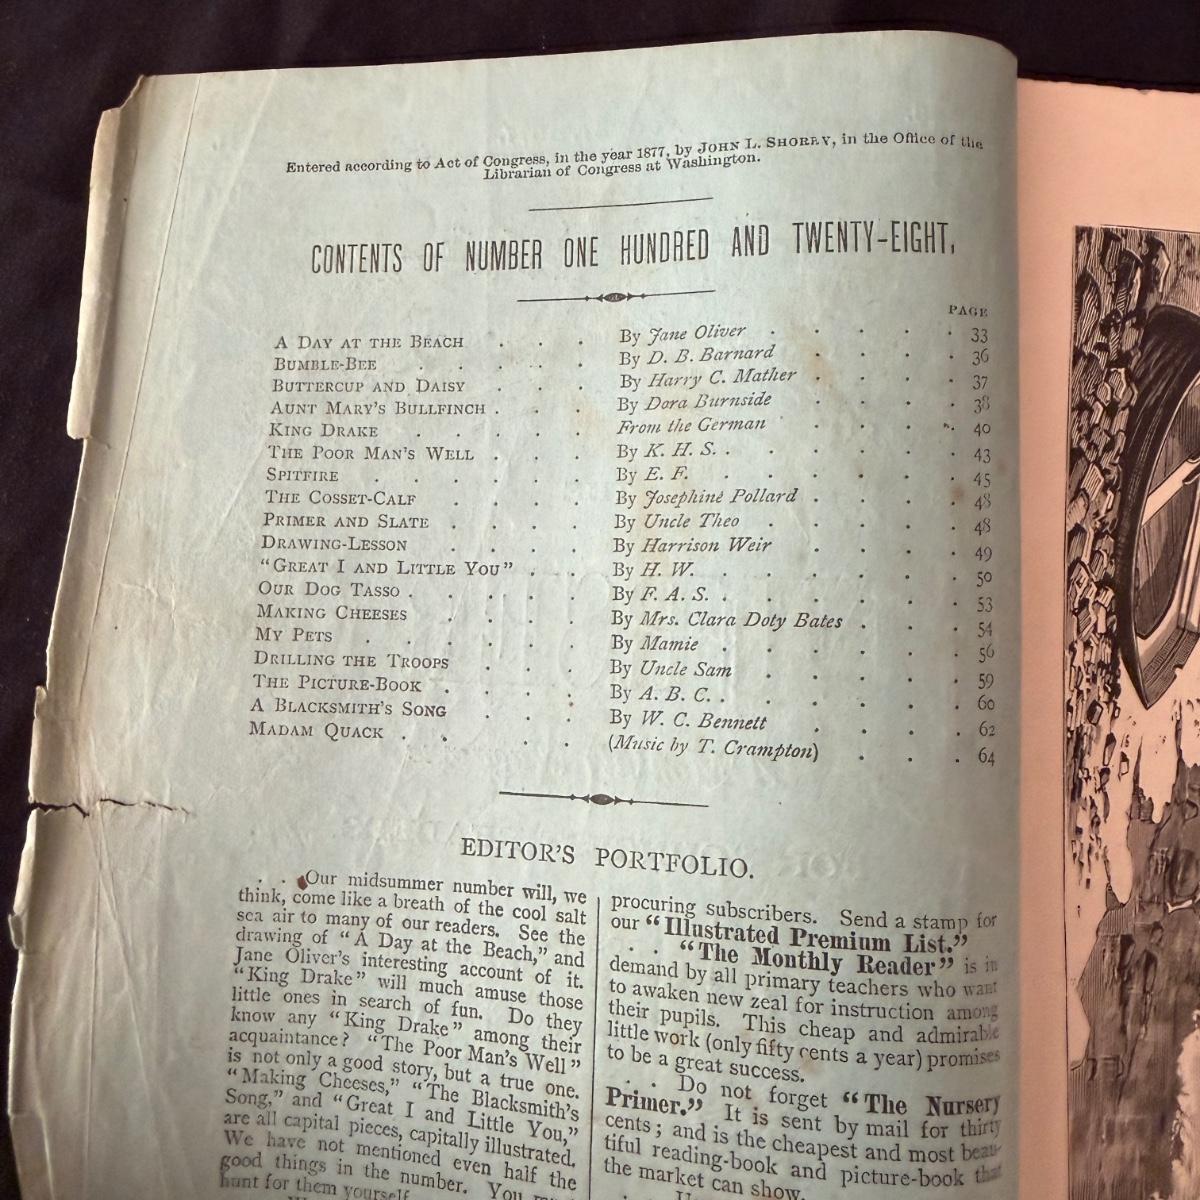 Entered according to Act of Congress, in the year 1877, by JOHN L. SHOREY, in the Office of the
Librarian of Congress at Washington.
CONTENTS OF NUMBER ONE HUNDRED AND TWENTY-EIGHT.
PAGE
A DAY AT THE BEACH . . . By Jane Oliver . . . . . 33
BUMBLE-BEE . . . . . By D. B. Barnard . . . . 36
BUTTERCUP AND DAISY . . . By Harry C. Mather . . . . 37
AUNT MARY'S BULLFINCH . . . By Dora Burnside . . . . 38
KING DRAKE . . . . . From the German . . . . 40
THE POOR MAN'S WELL . . . By K. H. S. . . . . . 43
SPITFIRE . . . . . . By E. F. . . . . . 45
THE COSSET-CALF . . . . By Josephine Pollard . . . . 48
PRIMER AND SLATE . . . . By Uncle Theo . . . . . 48
DRAWING-LESSON . . . . By Harrison Weir . . . . 49
"GREAT I AND LITTLE YOU" . . By H. W. . . . . . . 50
OUR DOG TASSO . . . . . By F. A. S. . . . . . 53
MAKING CHEESES . . . . By Mrs. Clara Doty Bates . . . 54
MY PETS . . . . . . By Mamie . . . . . . 56
DRILLING THE TROOPS . . . By Uncle Sam . . . . . 59
THE PICTURE-BOOK . . . . By A. B. C. . . . . . 60
A BLACKSMITH'S SONG . . . By W. C. Bennett . . . . 62
MADAM QUACK . . . . (Music by T. Crampton) . . . 64
EDITOR'S PORTFOLIO.
. . Our midsummer number will, we
think, come like a breath of the cool salt
sea air to many of our readers. See the
drawing of "A Day at the Beach," and
Jane Oliver's interesting account of it.
"King Drake" will much amuse those
little ones in search of fun. Do they
know any "King Drake" among their
acquaintance? "The Poor Man's Well"
is not only a good story, but a true one.
"Making Cheeses," "The Blacksmith's
Song," and "Great I and Little You,"
are all capital pieces, capitally illustrated.
We have not mentioned even half the
good things in the number. You must
hunt for them yourself
procuring subscribers. Send a stamp for
our "Illustrated Premium List."
. . "The Monthly Reader" is in
demand by all primary teachers who want
to awaken new zeal for instruction among
their pupils. This cheap and admirable
little work (only fifty cents a year) promises
to be a great success.
. . Do not forget "The Nursery
Primer." It is sent by mail for thirty
cents; and is the cheapest and most beau-
tiful reading-book and picture-book that
the market can show.